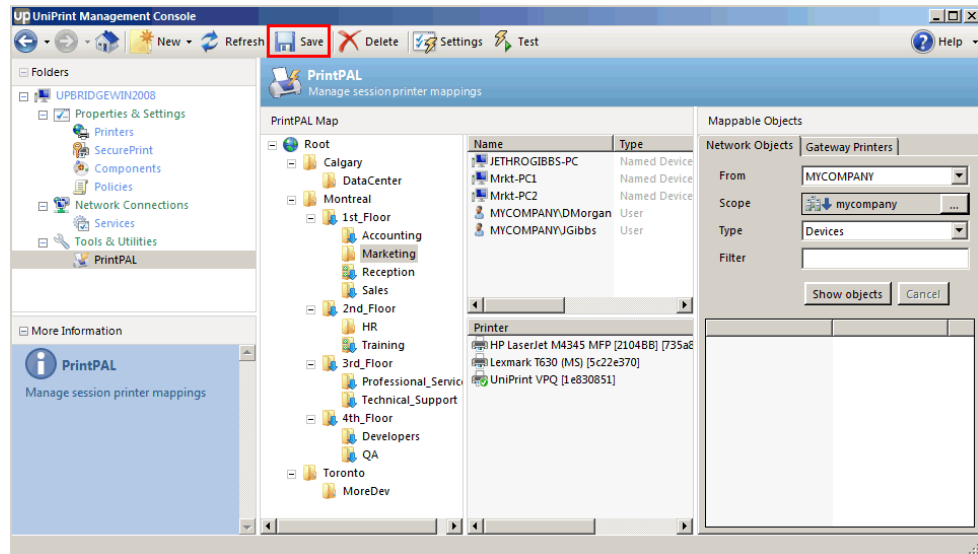 up UniPrint Management Console
New Refresh Save Delete Settings Test Help
Folders
UPBRIDGEWIN2008
Properties & Settings
Printers
SecurePrint
Components
Policies
Network Connections
Services
Tools & Utilities
PrintPAL
More Information
PrintPAL
Manage session printer mappings
PrintPAL
Manage session printer mappings
PrintPAL Map
Root
Calgary
DataCenter
Montreal
1st_Floor
Accounting
Marketing
Reception
Sales
2nd_Floor
HR
Training
3rd_Floor
Professional_Servic
Technical_Support
4th_Floor
Developers
QA
Toronto
MoreDev
Name Type
JETHROGIBBS-PC Named Device
Mrkt-PC1 Named Device
Mrkt-PC2 Named Device
MYCOMPANY\DMorgan User
MYCOMPANY\JGibbs User
Printer
HP LaserJet M4345 MFP [2104BB] [735a8
Lexmark T630 (MS) [5c22e370]
UniPrint VPQ [1e830851]
Mappable Objects
Network Objects Gateway Printers
From MYCOMPANY
Scope mycompany ...
Type Devices
Filter
Show objects Cancel